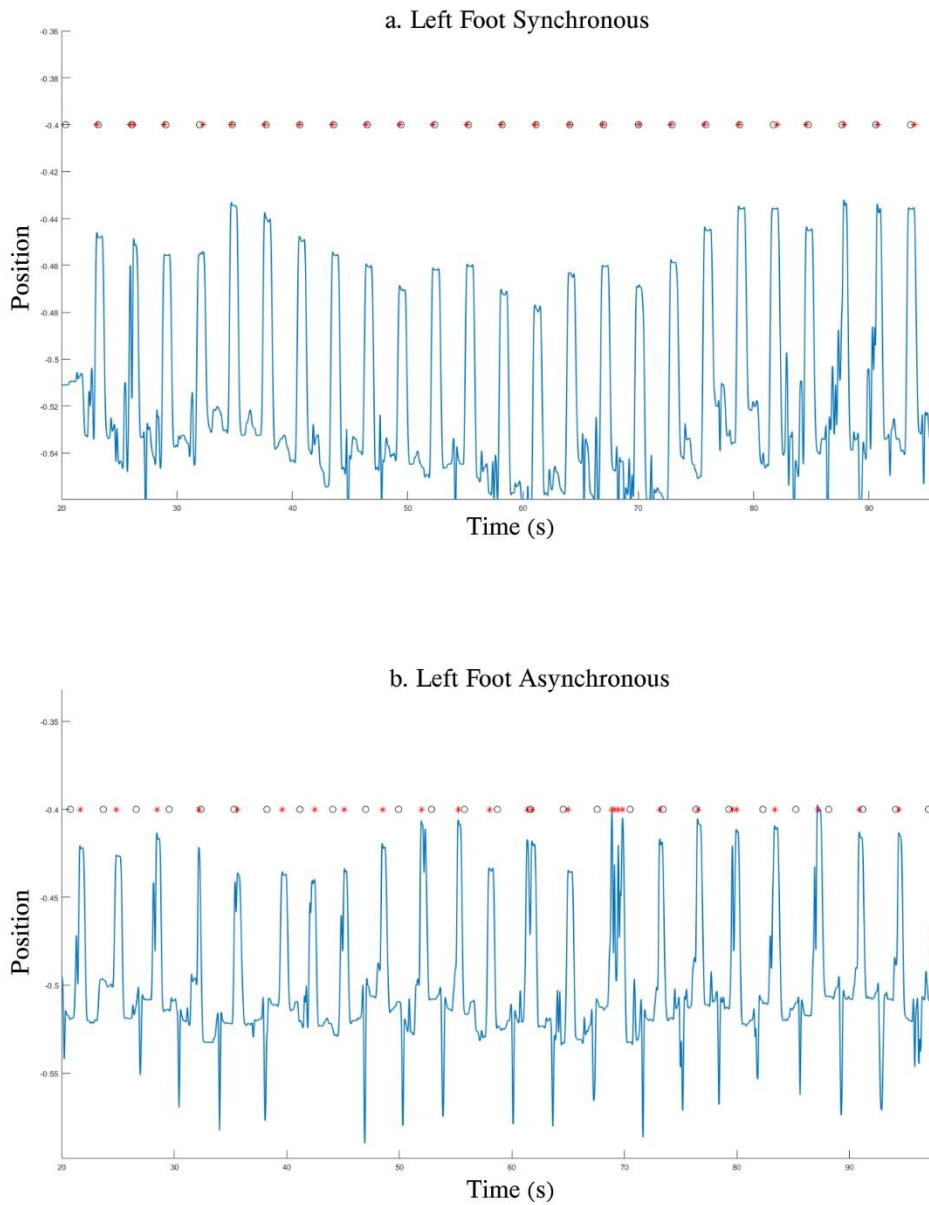 a. Left Foot Synchronous
-0.36
-0.38
-0.4
-0.42
-0.44
-0.46
-0.48
-0.5
-0.52
-0.54
Position
20 30 40 50 60 70 80 90
Time (s)
b. Left Foot Asynchronous
-0.35
-0.4
-0.45
-0.5
-0.55
Position
20 30 40 50 60 70 80 90
Time (s)